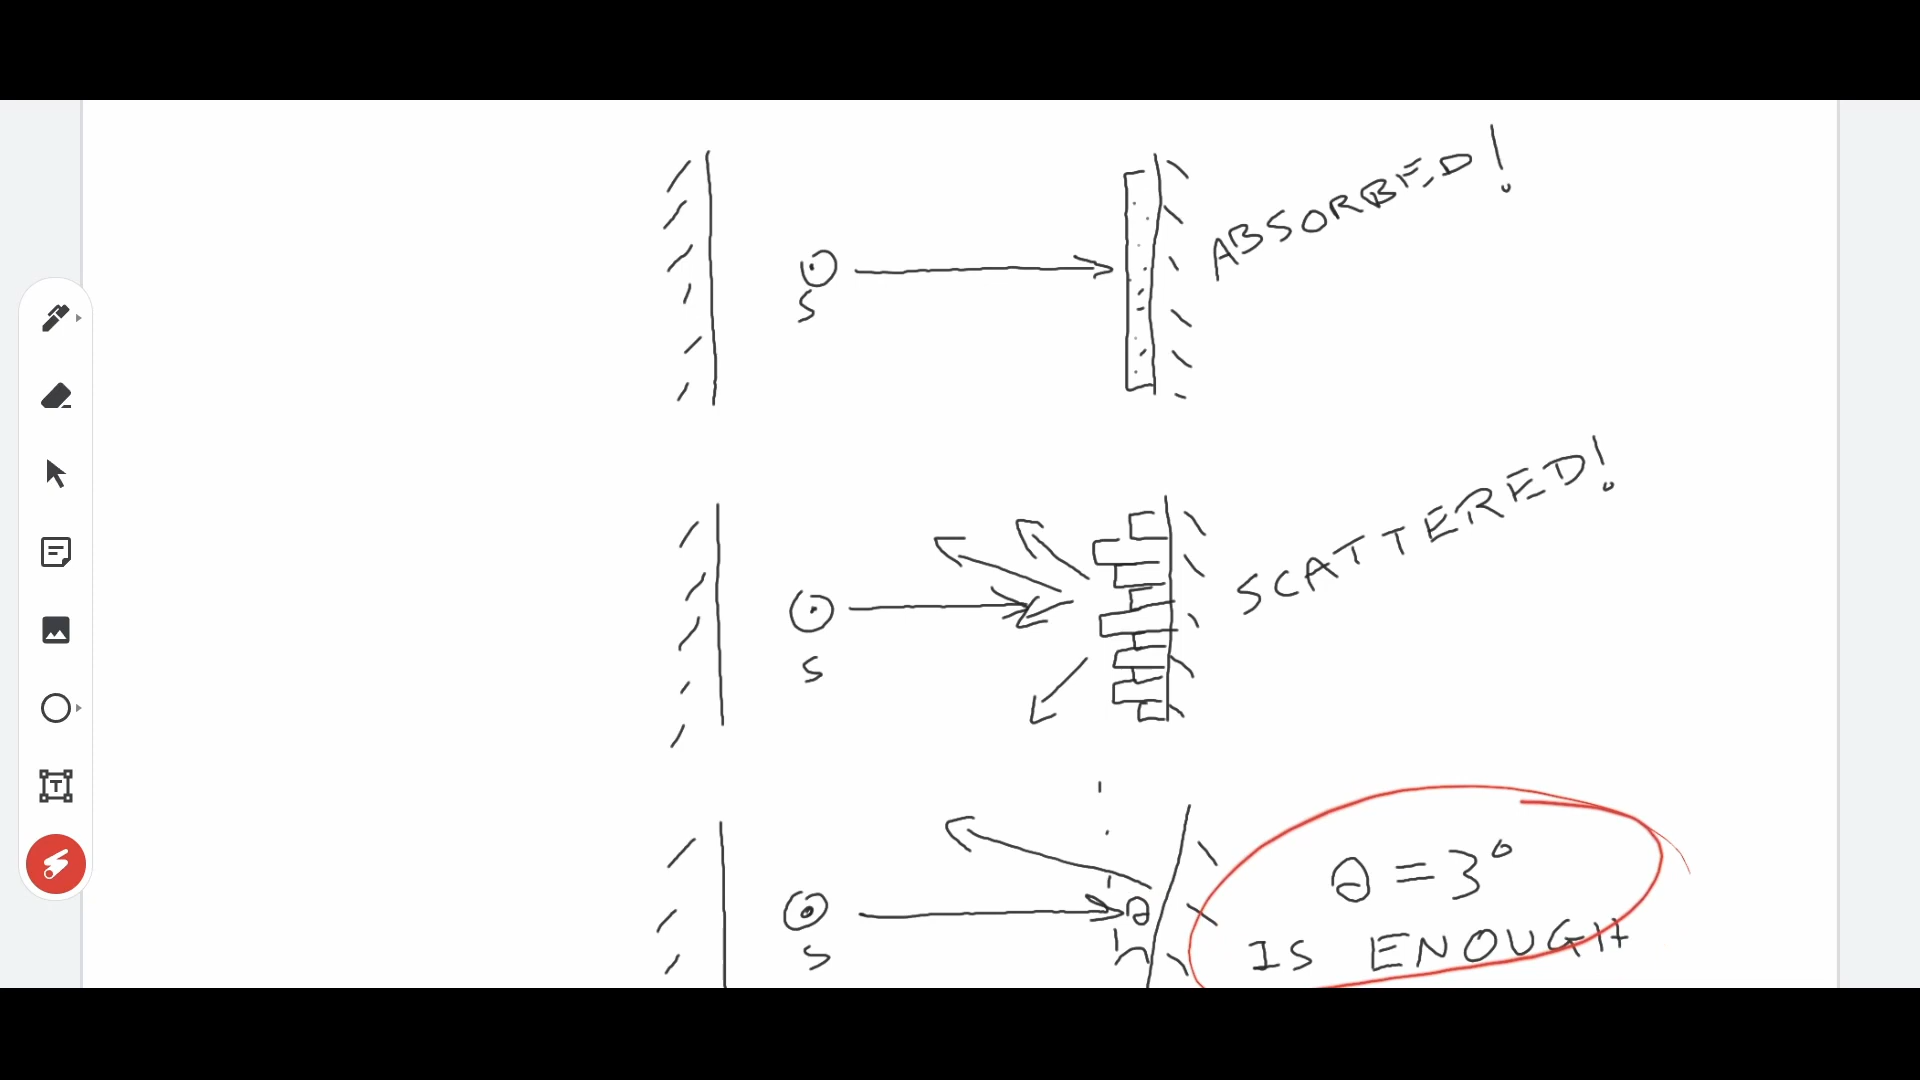 ABSORBED!
S
SCATTERED!
S
θ = 3°
θ
IS ENOUGH
S